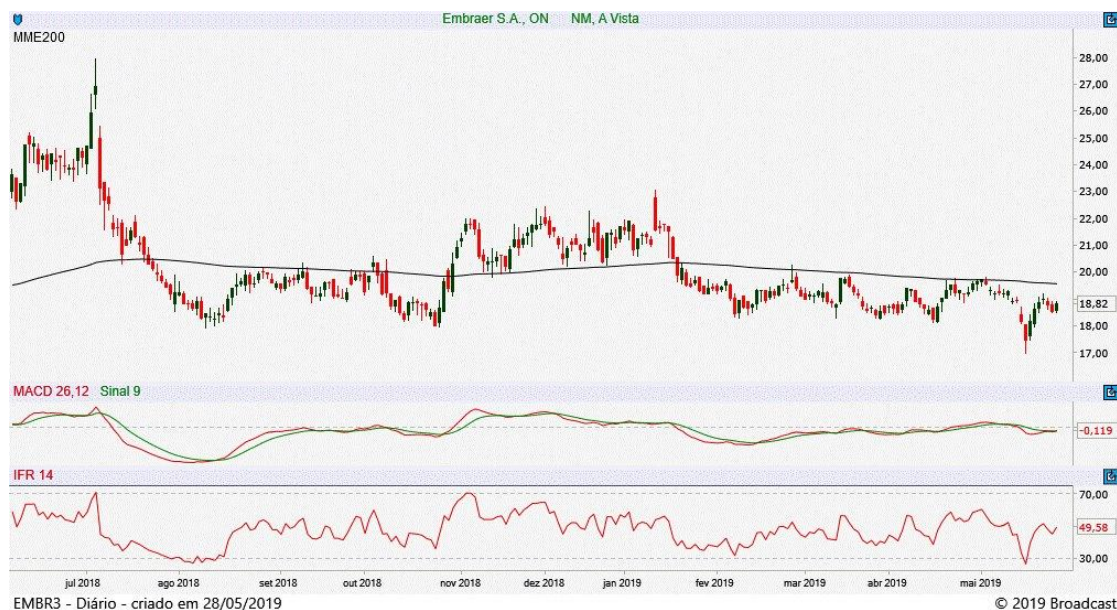 Embraer S.A., ON NM, A Vista
MME200
28,00
27,00
26,00
25,00
24,00
23,00
22,00
21,00
20,00
18,82
18,00
17,00
MACD 26,12 Sinal 9
-0,119
IFR 14
70,00
49,58
30,00
jul 2018 ago 2018 set 2018 out 2018 nov 2018 dez 2018 jan 2019 fev 2019 mar 2019 abr 2019 mai 2019
EMBR3 - Diário - criado em 28/05/2019 © 2019 Broadcast